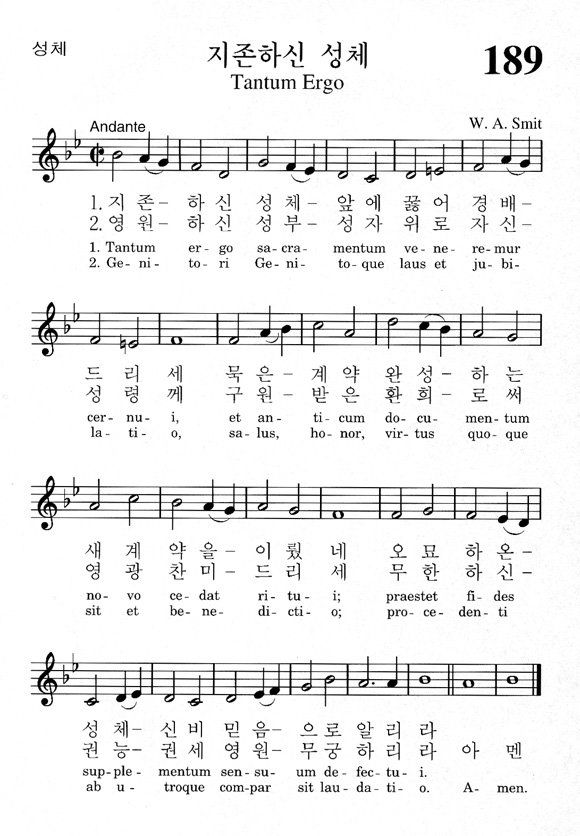 성체
지존하신 성체
189
Tantum Ergo
W. A. Smit
Andante
1. 지 존 – 하 신 성 체 – 앞 에 꿇 어 경 배 –
2. 영 원 – 하 신 성 부 – 성 자 위 로 자 신 –
1. Tantum er - go sa - cra - mentum ve - ne - re-mur
2. Ge - ni - to - ri Ge - ni - to - que laus et ju - bi -
드 리 세 묵 은 – 계 약 완 성 – 하 는
성 령 께 구 원 – 받 은 환 희 – 로 써
cer - nu - i, et an - ti - cum do - cu - men - tum
la - ti - o, sa - lus, ho - nor, vir - tus quo - que
새 계 약 을 – 이 뤘 네 오 묘 하 온 –
영 광 찬 미 – 드 리 세 무 한 하 신 –
no - vo ce - dat ri - tu - i; praestet fi - des
sit et be - ne - di - cti - o; pro - ce - den - ti
성 체 – 신 비 믿 음 – 으 로 알 리 라
권 능 – 권 세 영 원 – 무 궁 하 리 라 아 멘
sup - ple - mentum sen - su - um de - fec - tu - i.
ab u - troque com-par sit lau - da - ti - o. A - men.